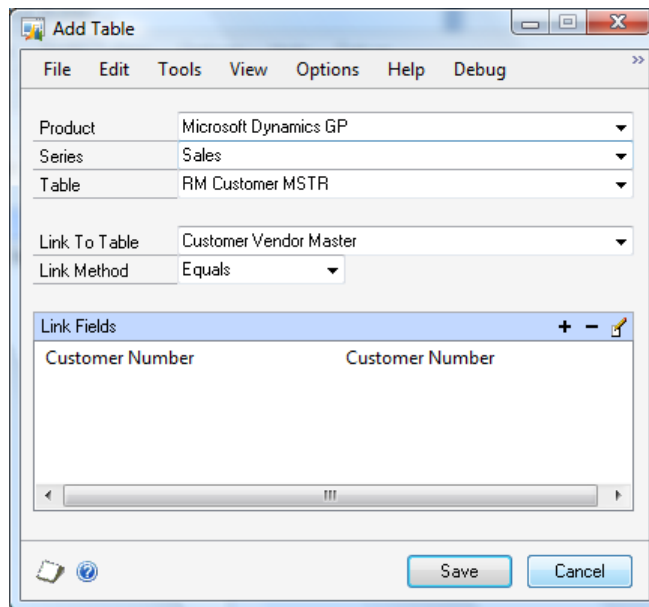 Add Table
File Edit Tools View Options Help Debug
Product Microsoft Dynamics GP
Series Sales
Table RM Customer MSTR
Link To Table Customer Vendor Master
Link Method Equals
Link Fields
Customer Number Customer Number
Save Cancel